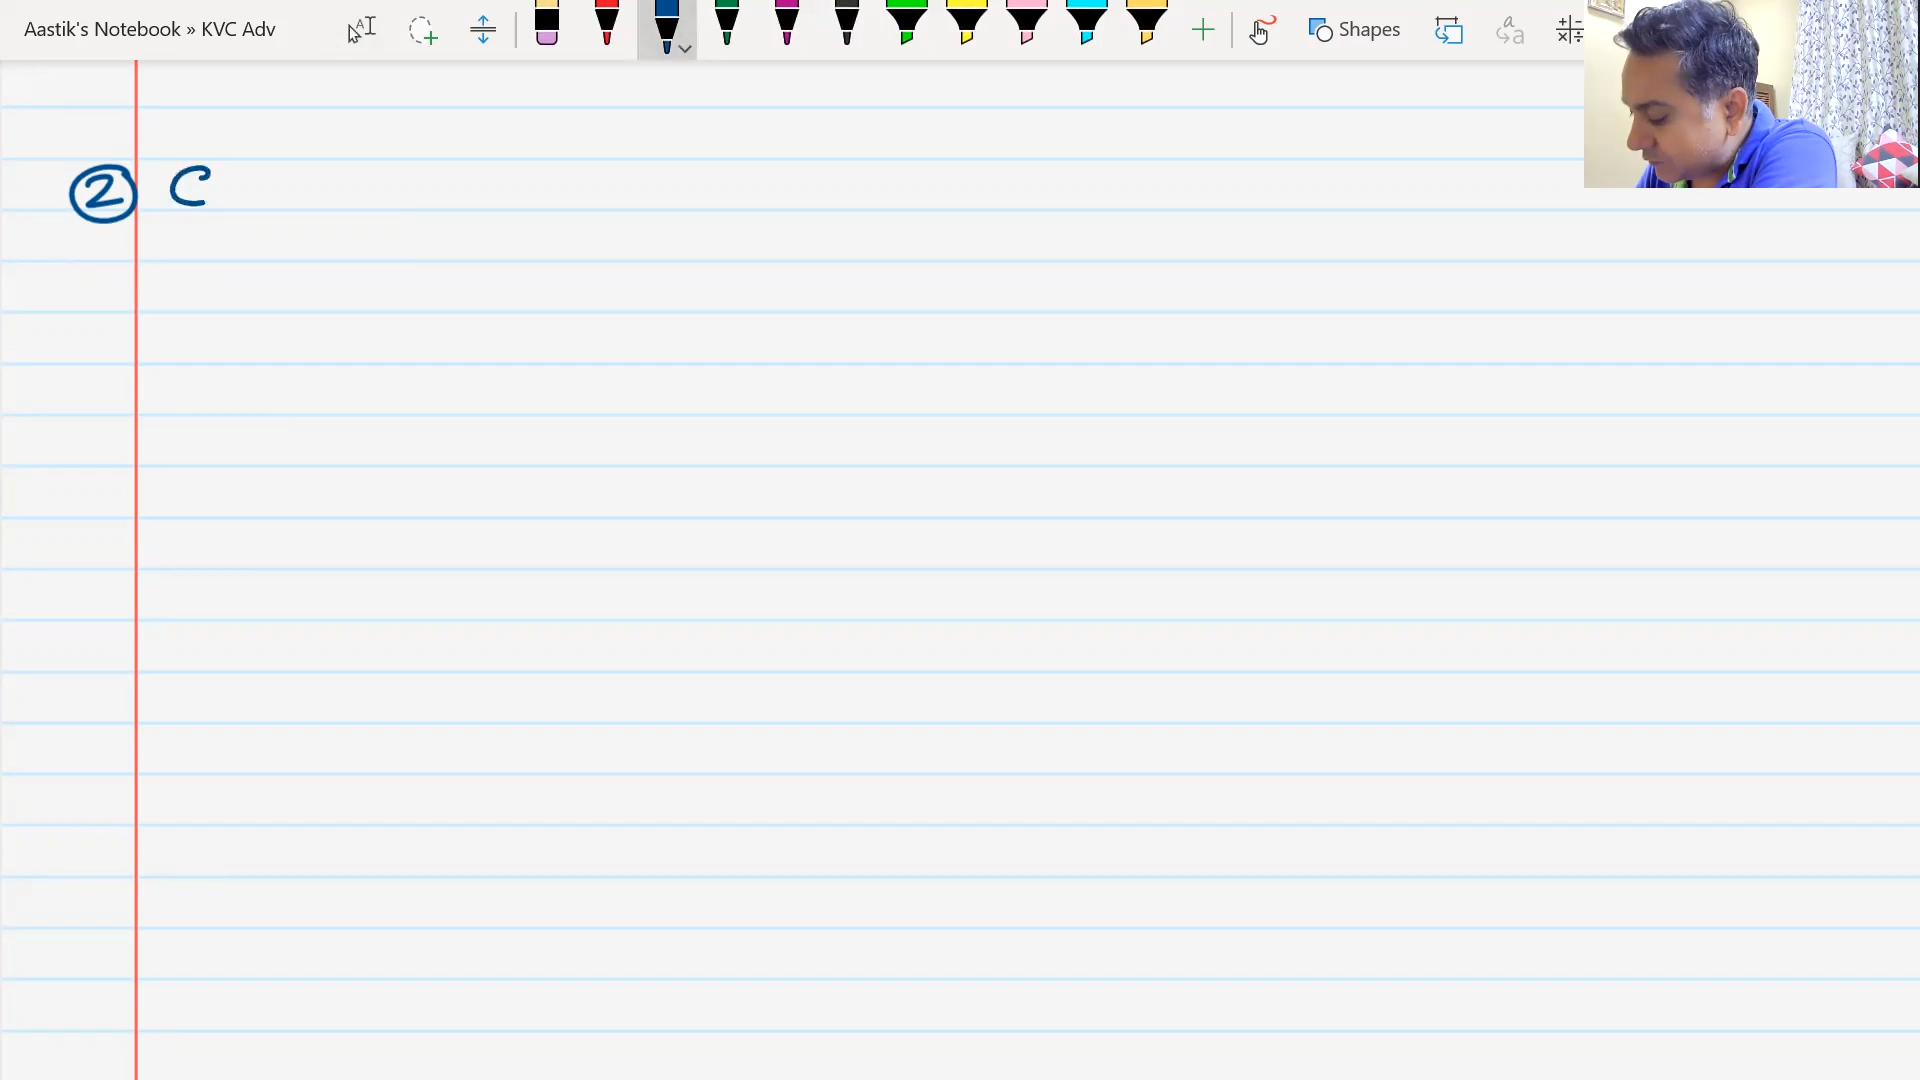 Aastik's Notebook » KVC Adv
Shapes
② C